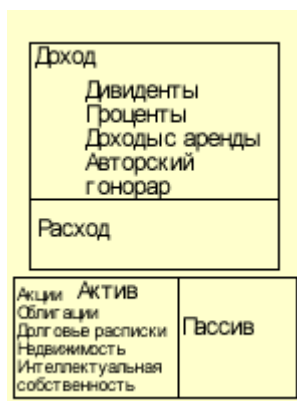 Доход
Дивиденты
Проценты
Доходы с аренды
Авторский
гонорар
Расход
Акции Актив
Облигации
Долговые расписки
Недвижимость
Интеллектуальная
собственность
Пассив